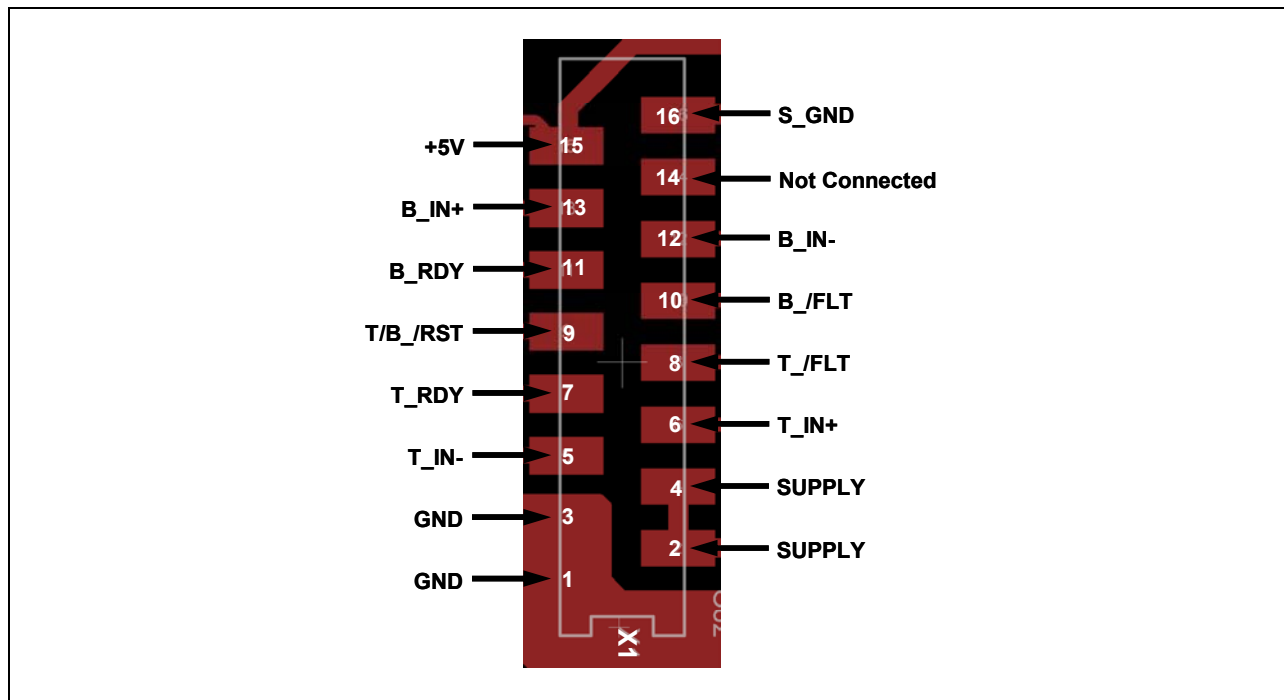 16 S_GND
+5V 15
14 Not Connected
B_IN+ 13
12 B_IN-
B_RDY 11
10 B_/FLT
T/B_/RST 9
8 T_/FLT
T_RDY 7
6 T_IN+
T_IN- 5
4 SUPPLY
GND 3
2 SUPPLY
GND 1
X1